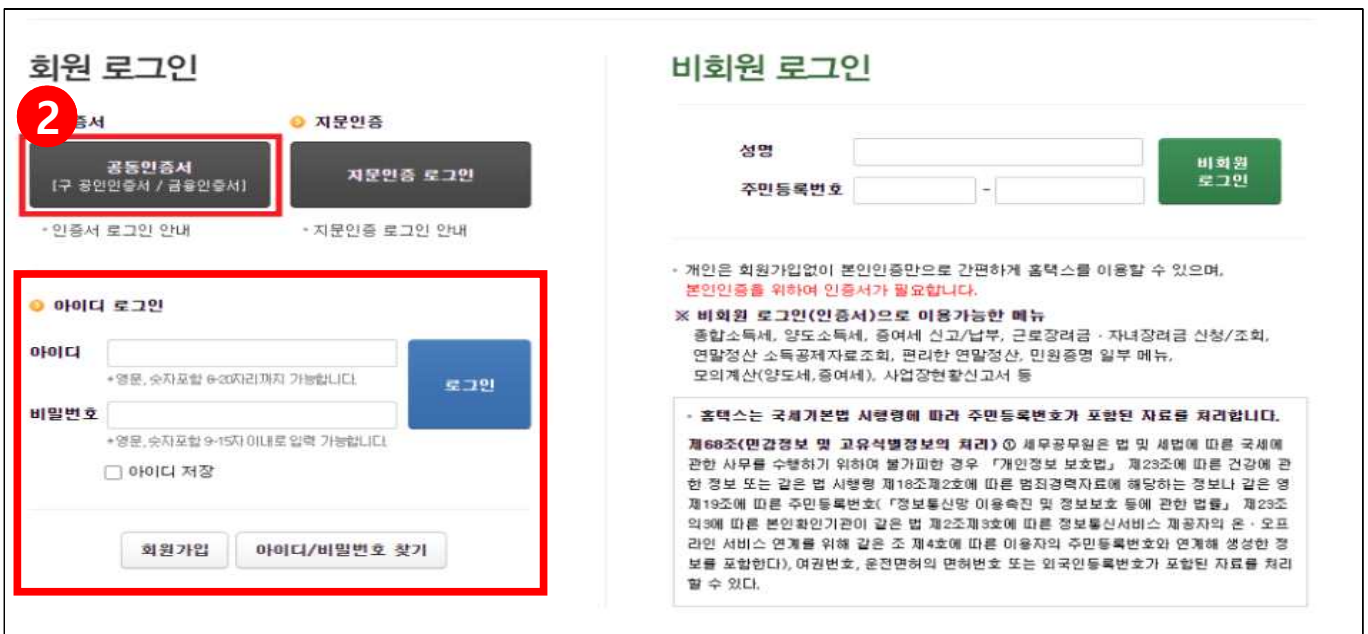 회원 로그인
2
증서
지문인증
공동인증서
[구 공인인증서 / 금융인증서]
지문인증 로그인
· 인증서 로그인 안내
· 지문인증 로그인 안내
아이디 로그인
아이디
*영문,숫자포함 6-20자리까지 가능합니다.
로그인
비밀번호
*영문,숫자포함 9-15자 이내로 입력 가능합니다.
아이디 저장
회원가입
아이디/비밀번호 찾기
비회원 로그인
성명
주민등록번호
-
비회원
로그인
· 개인은 회원가입없이 본인인증만으로 간편하게 홈택스를 이용할 수 있으며,
본인인증을 위하여 인증서가 필요합니다.
※ 비회원 로그인(인증서)으로 이용가능한 메뉴
종합소득세, 양도소득세, 증여세 신고/납부, 근로장려금 · 자녀장려금 신청/조회,
연말정산 소득공제자료조회, 편리한 연말정산, 민원증명 일부 메뉴,
모의계산(양도세,증여세), 사업장현황신고서 등
· 홈택스는 국세기본법 시행령에 따라 주민등록번호가 포함된 자료를 처리합니다.
제68조(민감정보 및 고유식별정보의 처리) ① 세무공무원은 법 및 세법에 따른 국세에
관한 사무를 수행하기 위하여 불가피한 경우 「개인정보 보호법」 제23조에 따른 건강에 관
한 정보 또는 같은 법 시행령 제18조제2호에 따른 범죄경력자료에 해당하는 정보나 같은 영
제19조에 따른 주민등록번호(「정보통신망 이용촉진 및 정보보호 등에 관한 법률」 제23조
의3에 따른 본인확인기관이 같은 법 제2조제3호에 따른 정보통신서비스 제공자의 온 · 오프
라인 서비스 연계를 위해 같은 조 제4호에 따른 이용자의 주민등록번호와 연계해 생성한 정
보를 포함한다), 여권번호, 운전면허의 면허번호 또는 외국인등록번호가 포함된 자료를 처리
할 수 있다.